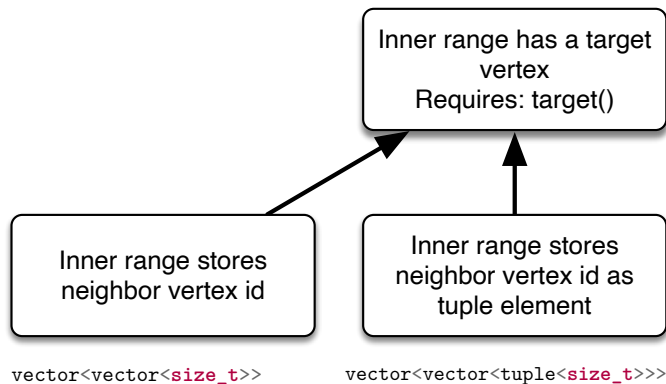 Inner range has a target
vertex
Requires: target()
Inner range stores
neighbor vertex id
Inner range stores
neighbor vertex id as
tuple element
vector<vector<size_t>>
vector<vector<tuple<size_t>>>